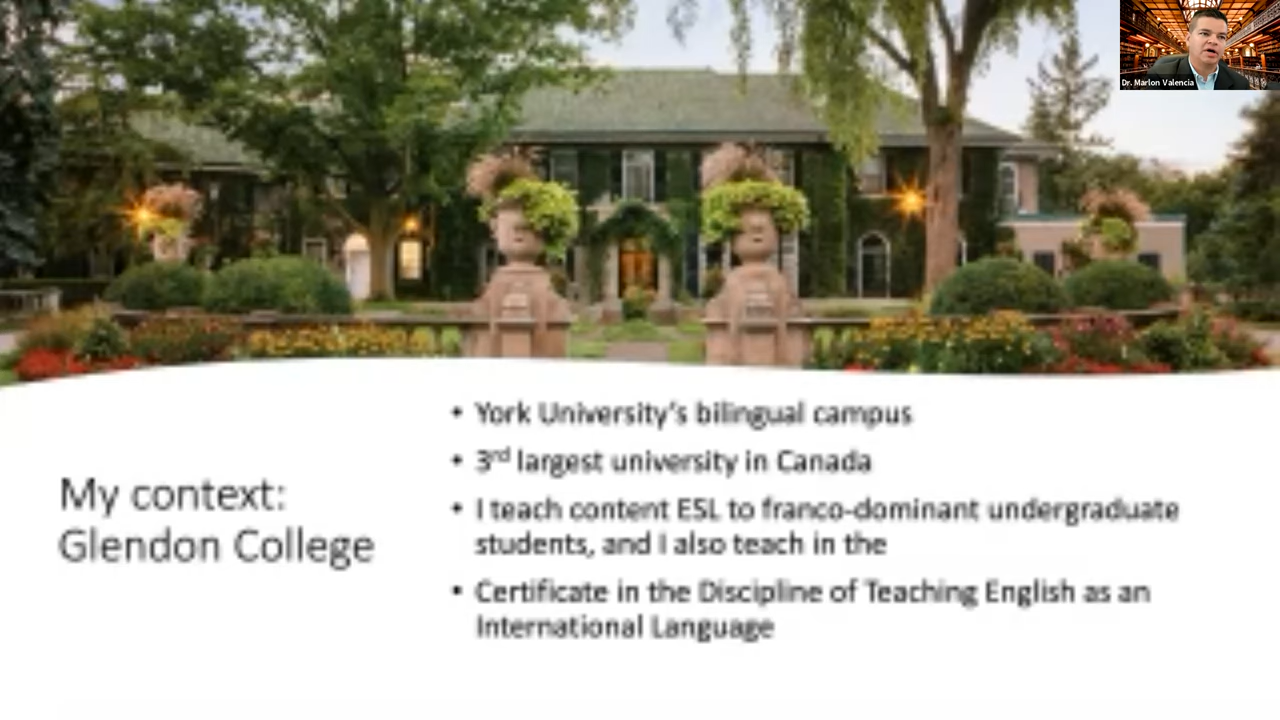 Dr. Marlon Valencia
My context:
Glendon College
• York University's bilingual campus
• 3rd largest university in Canada
• I teach content ESL to franco-dominant undergraduate
students, and I also teach in the
• Certificate in the Discipline of Teaching English as an
International Language